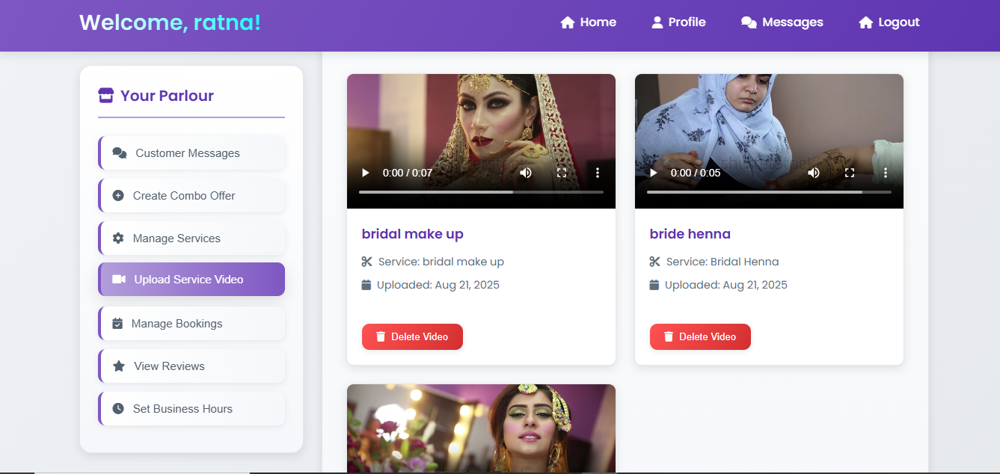 Welcome, ratna!
Home
Profile
Messages
Logout
Your Parlour
Customer Messages
Create Combo Offer
Manage Services
Upload Service Video
Manage Bookings
View Reviews
Set Business Hours
0:00 / 0:07
bridal make up
Service: bridal make up
Uploaded: Aug 21, 2025
Delete Video
0:00 / 0:05
bride henna
Service: Bridal Henna
Uploaded: Aug 21, 2025
Delete Video